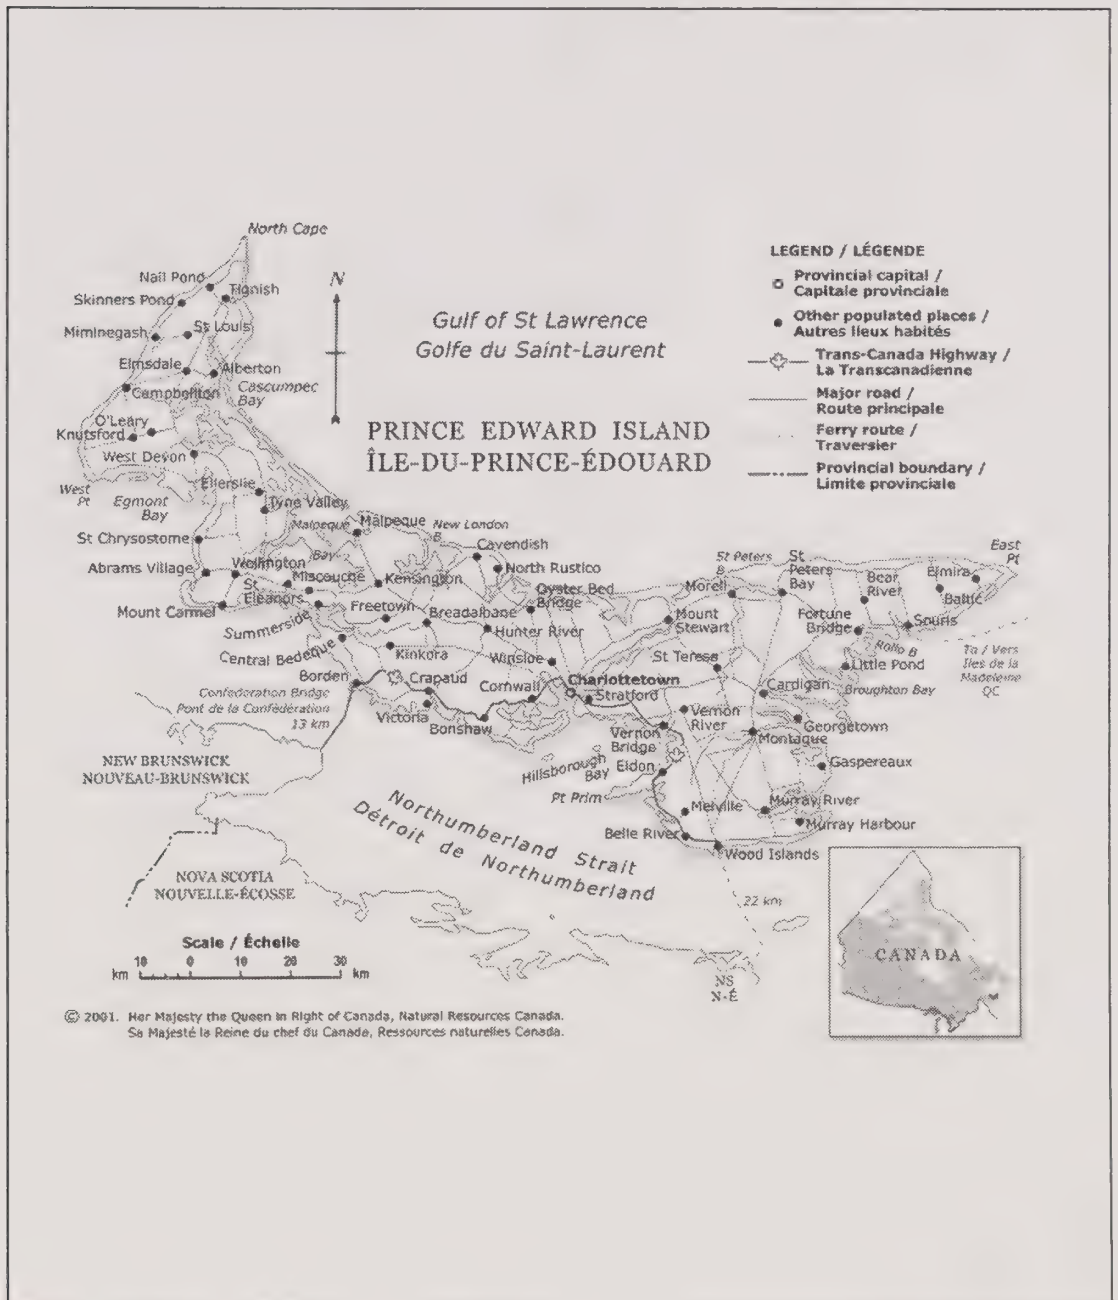 North Cape
Nail Pond
Tignish
Skinners Pond
Miminegash
St Louis
Elmsdale
Alberton
Campbellton
Cascumpec
Bay
O'Leary
Knutsford
West Devon
West
Pt
Egmont
Bay
Ellerslie
Tyne Valley
N
Gulf of St Lawrence
Golfe du Saint-Laurent
PRINCE EDWARD ISLAND
ÎLE-DU-PRINCE-ÉDOUARD
LEGEND / LÉGENDE
Provincial capital /
Capitale provinciale
Other populated places /
Autres lieux habités
Trans-Canada Highway /
La Transcanadienne
Major road /
Route principale
Ferry route /
Traversier
Provincial boundary /
Limite provinciale
Malpeque
Bay
Malpeque
New London
B
Cavendish
North Rustico
St Chrysostome
Abrams Village
Wellington
Miscouche
Kensington
Oyster Bed
Bridge
St
Eleanors
Mount Carmel
Summerside
Freetown
Breadalbane
Hunter River
Central Bedeque
Kinkora
Winsloe
Borden
Crapaud
Cornwall
Charlottetown
Stratford
Victoria
Bonshaw
St Peters
B
St
Peters
Bay
Morell
Bear
River
Elmira
East
Pt
Baltic
Mount
Stewart
Fortune
Bridge
Souris
Rollo B
St Teresa
Little Pond
To / Vers
Iles de la
Madeleine
QC
Cardigan
Broughton Bay
Vernon
River
Georgetown
Vernon
Bridge
Montague
Hillsborough
Bay
Eldon
Gaspereaux
Pt Prim
Melville
Murray River
Belle River
Murray Harbour
Wood Islands
Confederation Bridge
Pont de la Confédération
13 km
NEW BRUNSWICK
NOUVEAU-BRUNSWICK
Northumberland Strait
Détroit de Northumberland
NOVA SCOTIA
NOUVELLE-ÉCOSSE
22 km
NS
N-É
CANADA
Scale / Échelle
km 10 0 10 20 30 km
© 2001. Her Majesty the Queen in Right of Canada, Natural Resources Canada.
Sa Majesté la Reine du chef du Canada, Ressources naturelles Canada.